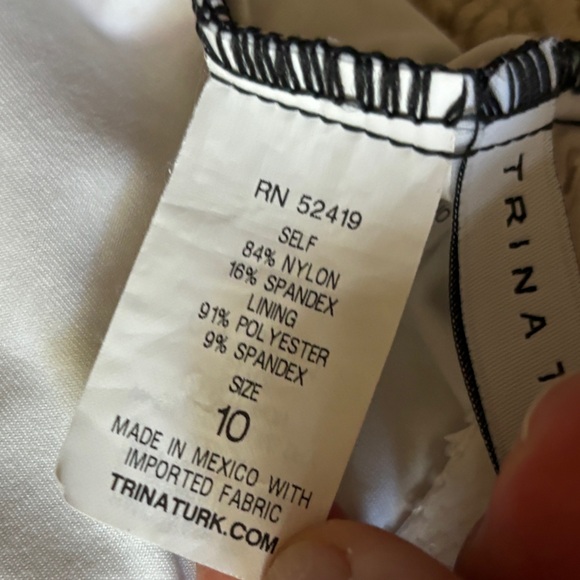 RN 52419
SELF
84% NYLON
16% SPANDEX
LINING
91% POLYESTER
9% SPANDEX
SIZE
10
MADE IN MEXICO WITH
IMPORTED FABRIC
TRINATURK.COM
TRINA